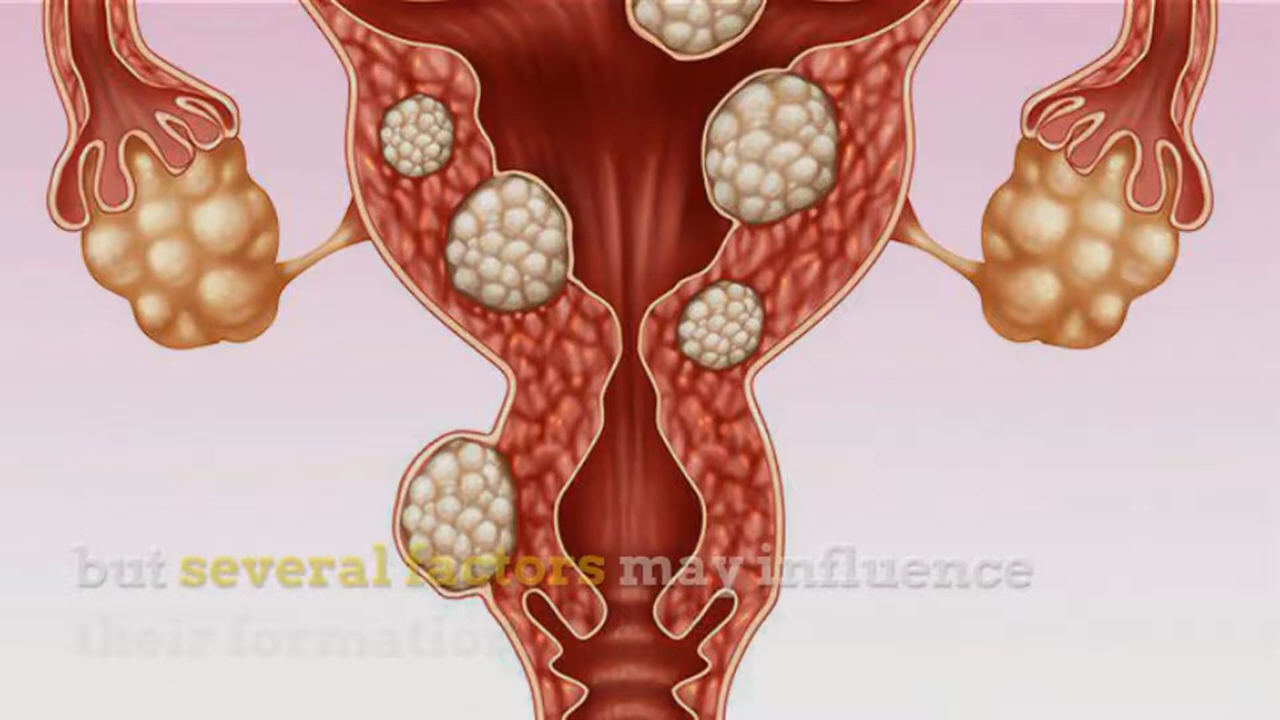 but several factors may influence
their formation